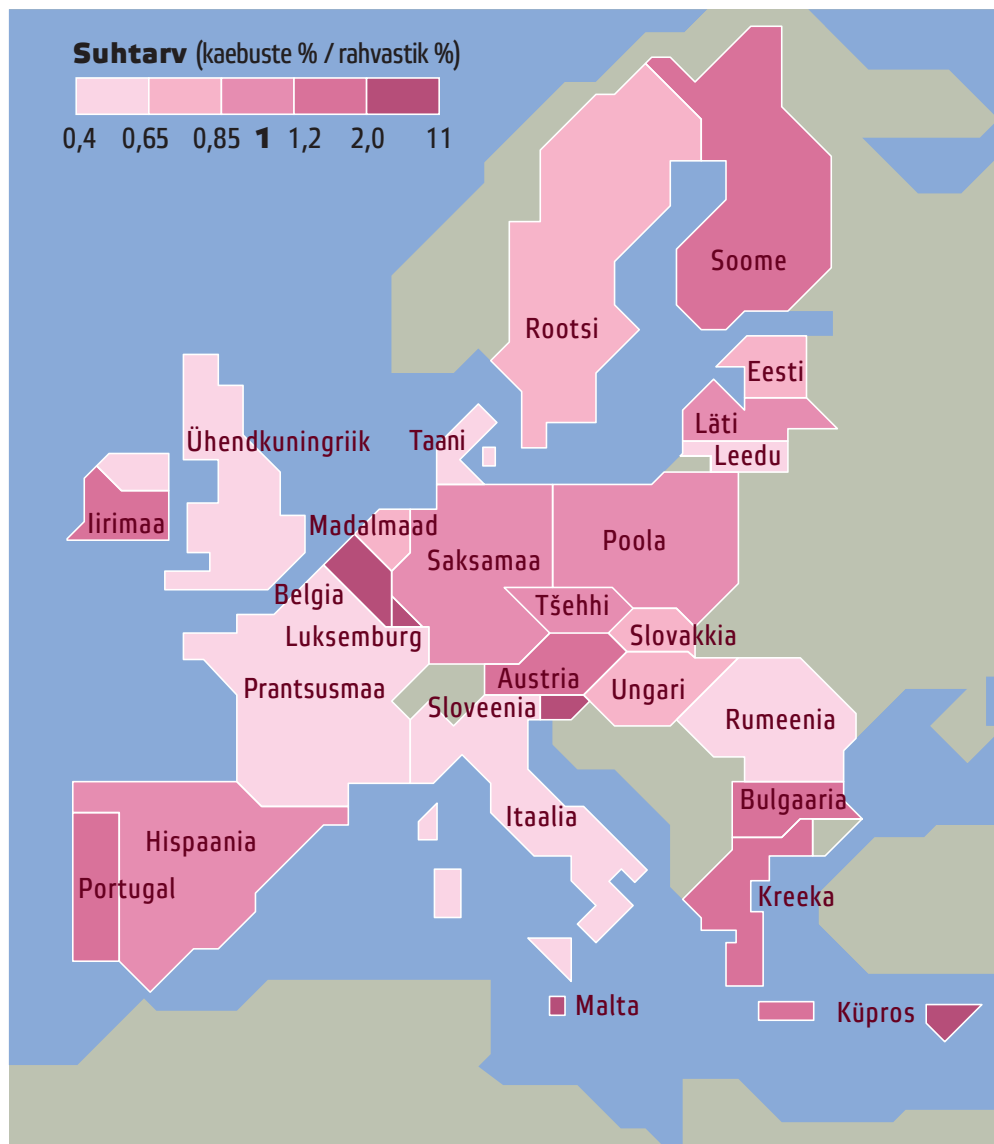 Suhtarv (kaebuste % / rahvastik %)
0,4 0,65 0,85 1 1,2 2,0 11
Soome
Rootsi
Eesti
Läti
Leedu
Ühendkuningriik
Taani
Iirimaa
Madalmaad
Saksamaa
Poola
Belgia
Tšehhi
Luksemburg
Slovakkia
Prantsusmaa
Austria
Ungari
Sloveenia
Rumeenia
Bulgaaria
Itaalia
Hispaania
Portugal
Kreeka
Malta
Küpros